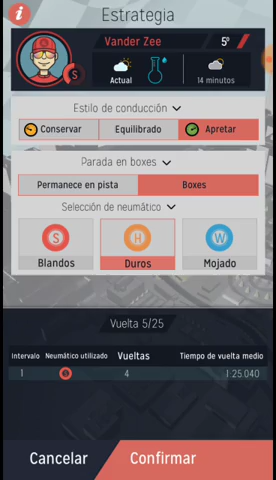 i Estrategia
Vander Zee 5º
S Actual 14 minutos
Estilo de conducción
Conservar Equilibrado Apretar
Parada en boxes
Permanece en pista Boxes
Selección de neumático
S H W
Blandos Duros Mojado
Vuelta 5/25
Intervalo Neumático utilizado Vueltas Tiempo de vuelta medio
1 S 4 1:25.040
Cancelar Confirmar